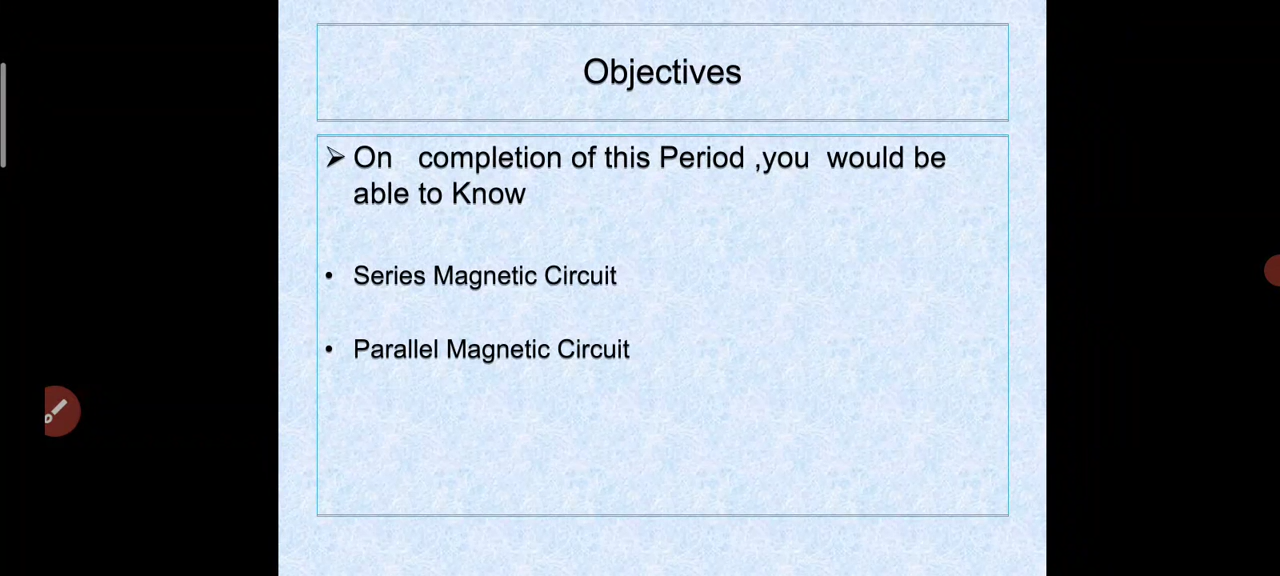 Objectives
➢ On completion of this Period ,you would be
able to Know
• Series Magnetic Circuit
• Parallel Magnetic Circuit